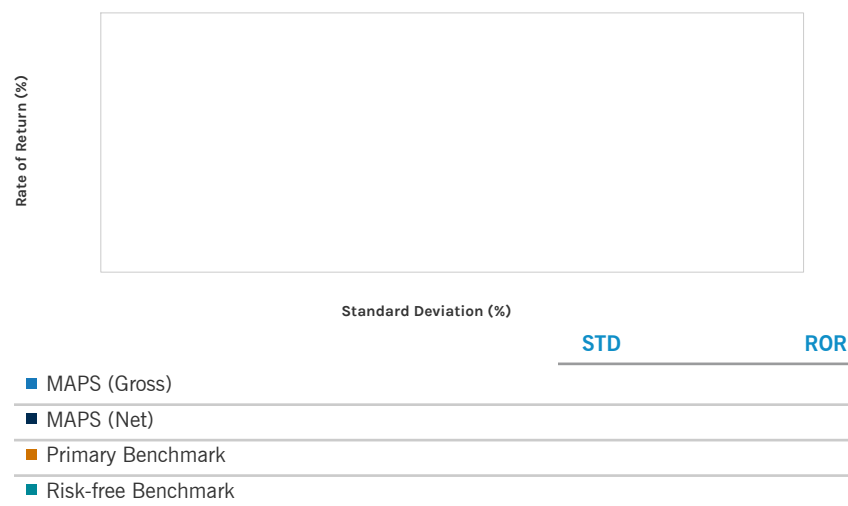 Rate of Return (%)
Standard Deviation (%)
STD ROR
MAPS (Gross)
MAPS (Net)
Primary Benchmark
Risk-free Benchmark